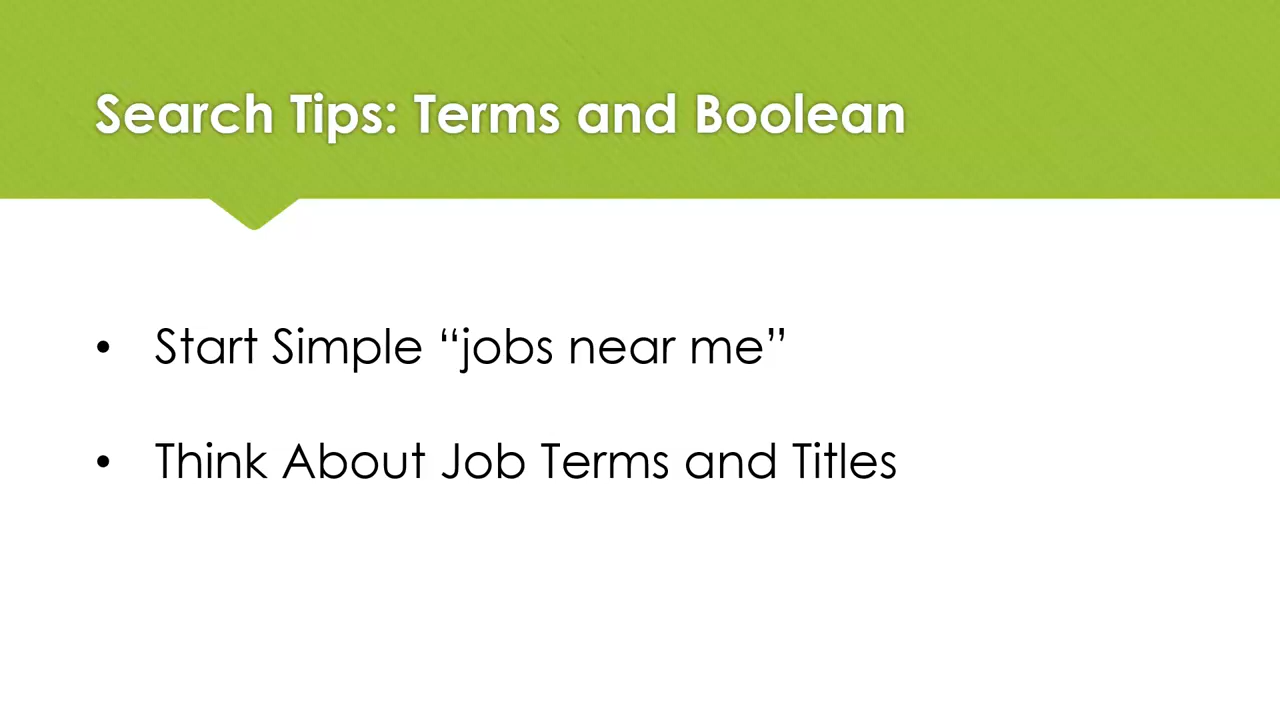 Search Tips: Terms and Boolean
• Start Simple “jobs near me”
• Think About Job Terms and Titles